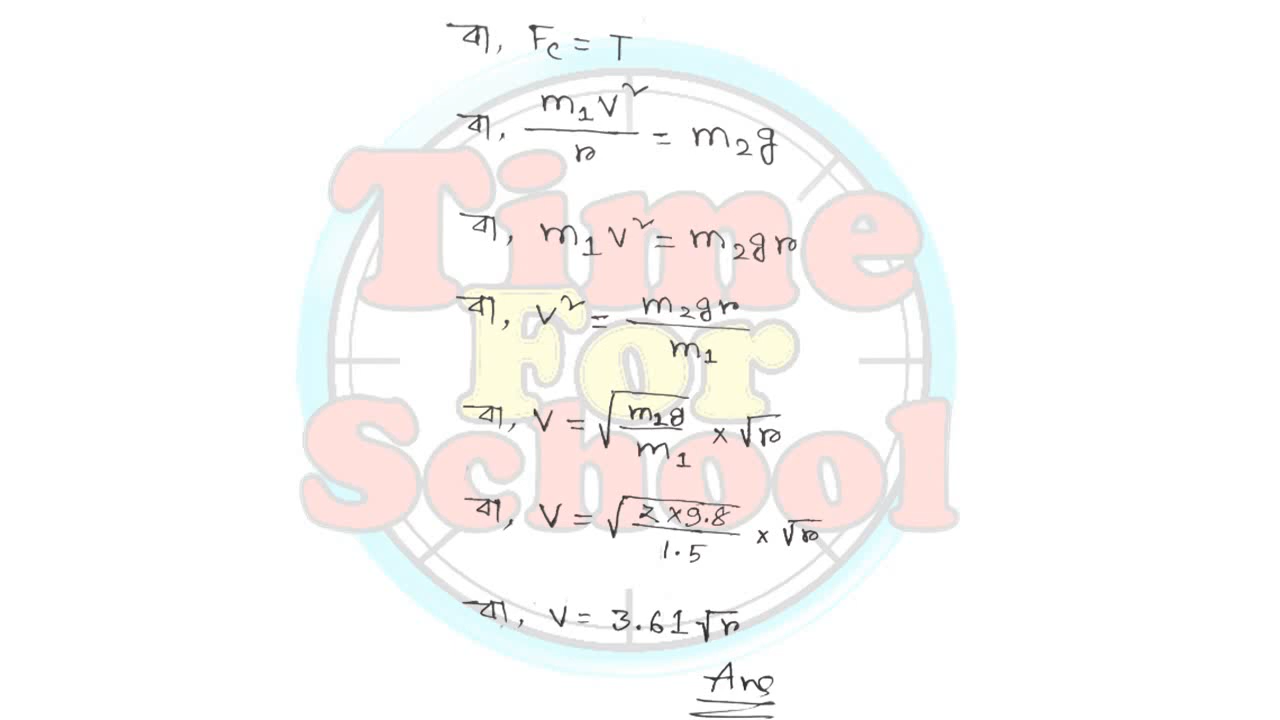 বা, Fc = T
বা, m₁v²/r = m₂g
বা, m₁v² = m₂gr
বা, v² = m₂gr/m₁
বা, v = √(m₂g/m₁) × √r
বা, v = √(2×9.8/1.5) × √r
বা, v = 3.61√r
Ans
Time
For
School